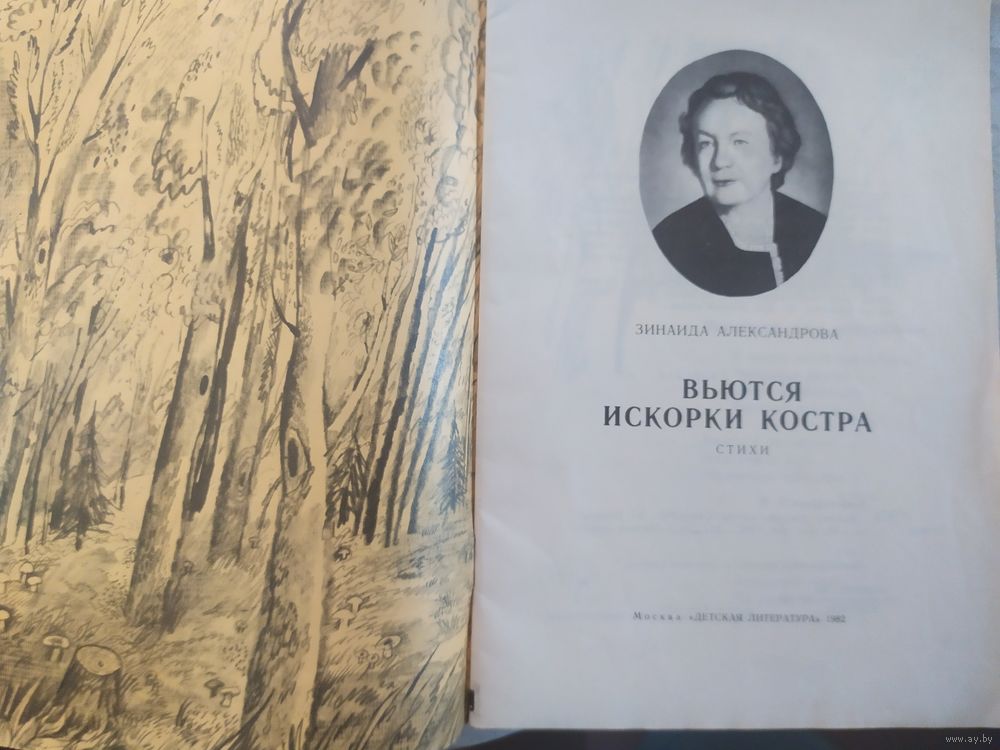 ЗИНАИДА АЛЕКСАНДРОВА
ВЬЮТСЯ
ИСКОРКИ КОСТРА
СТИХИ
Москва «ДЕТСКАЯ ЛИТЕРАТУРА» 1982
www.ay.by